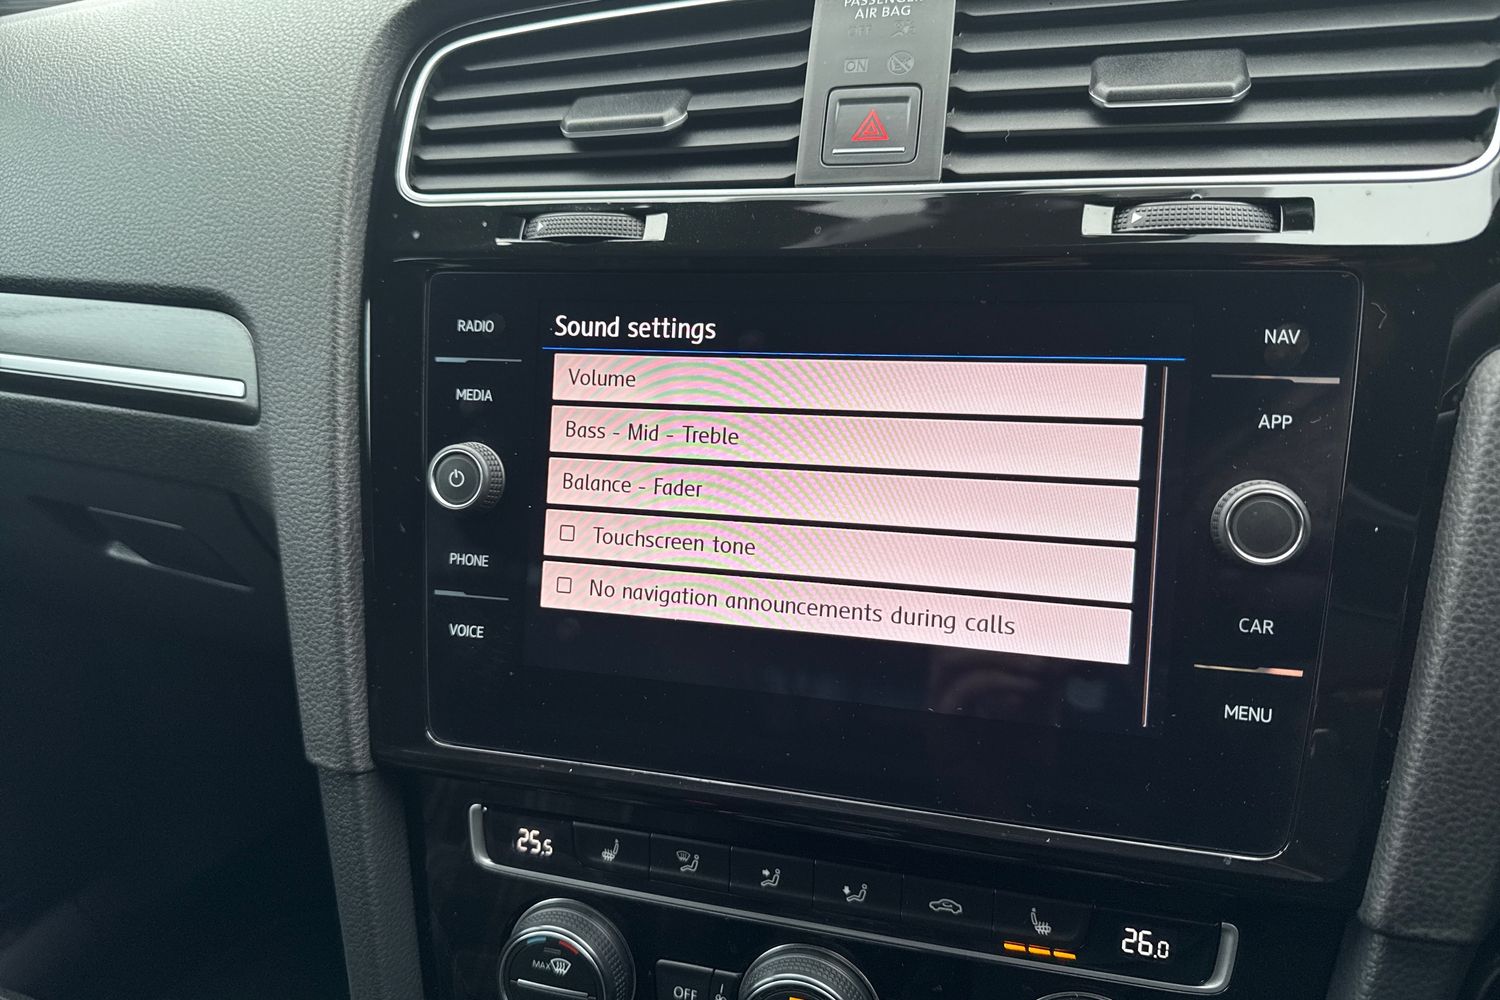 PASSENGER
AIR BAG
OFF
ON
RADIO
MEDIA
PHONE
VOICE
Sound settings
Volume
Bass - Mid - Treble
Balance - Fader
Touchscreen tone
No navigation announcements during calls
NAV
APP
CAR
MENU
25.5
26.0
MAX
OFF